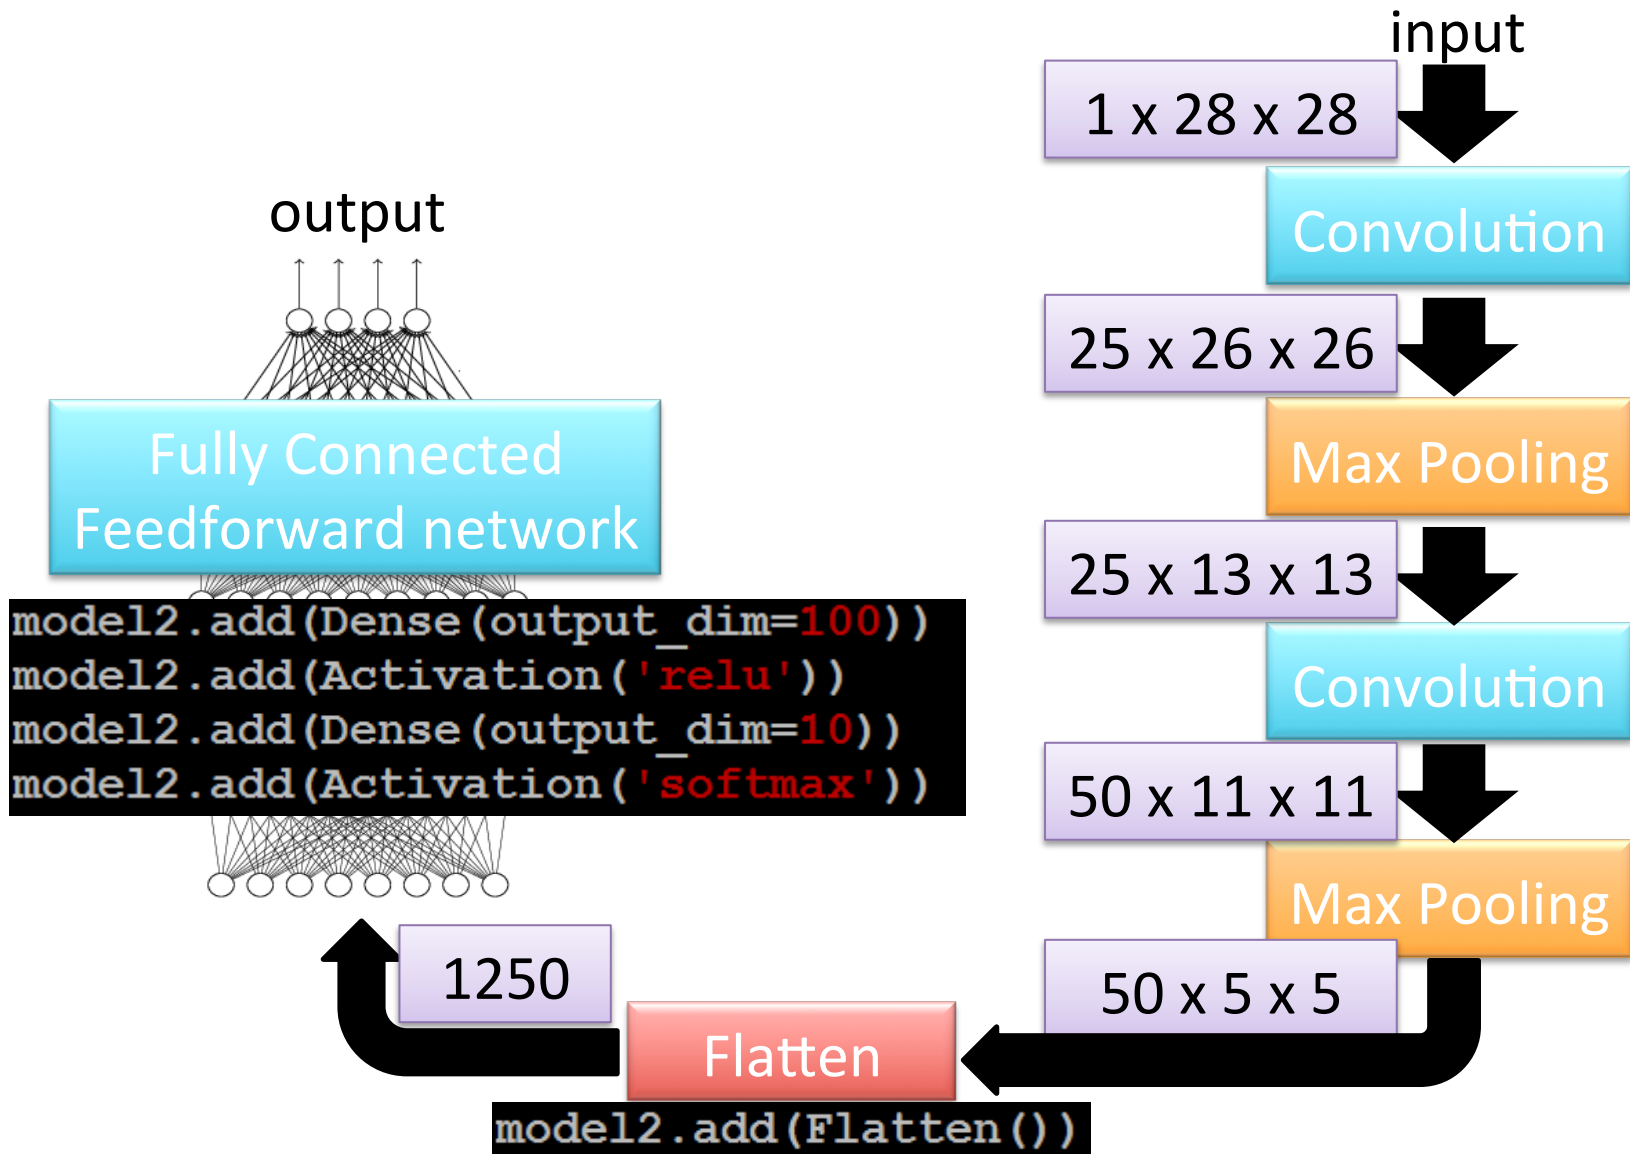 input
1 x 28 x 28
Convolution
25 x 26 x 26
Max Pooling
25 x 13 x 13
Convolution
50 x 11 x 11
Max Pooling
50 x 5 x 5
Flatten
model2.add(Flatten())
1250
output
Fully Connected
Feedforward network
model2.add(Dense(output_dim=100))
model2.add(Activation('relu'))
model2.add(Dense(output_dim=10))
model2.add(Activation('softmax'))